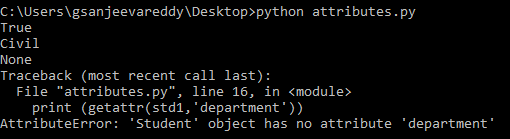 C:\Users\gsanjeevareddy\Desktop>python attributes.py
True
Civil
None
Traceback (most recent call last):
  File "attributes.py", line 16, in <module>
    print (getattr(std1,'department'))
AttributeError: 'Student' object has no attribute 'department'